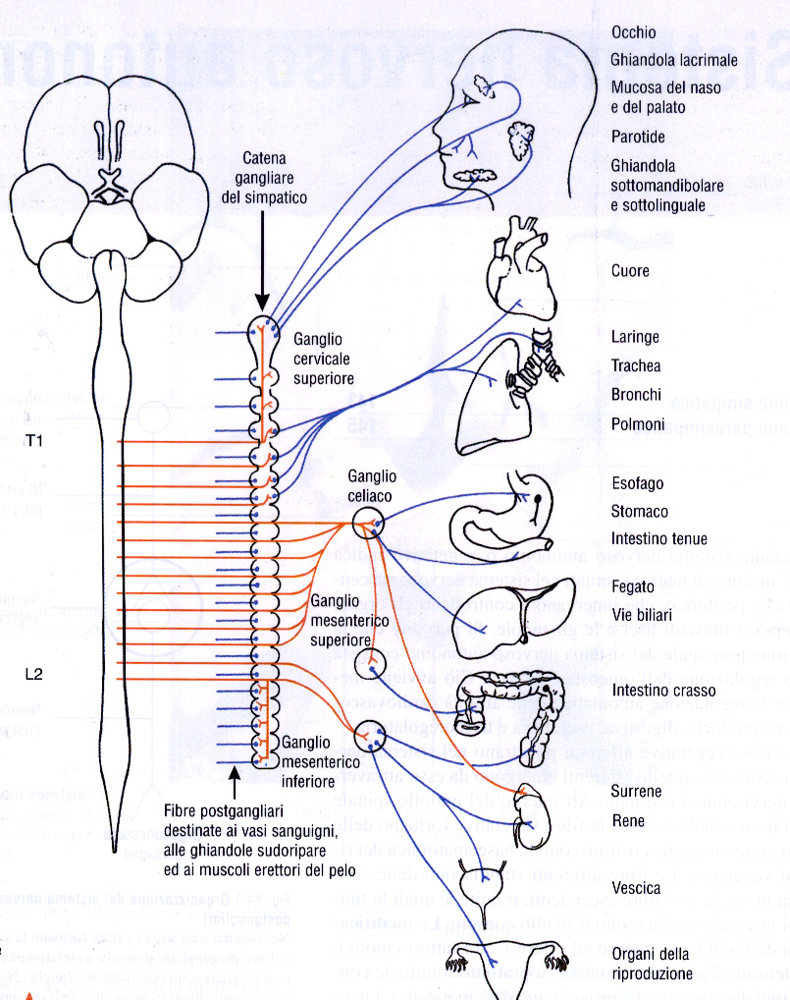 Occhio
Ghiandola lacrimale
Mucosa del naso
e del palato
Parotide
Ghiandola
sottomandibolare
e sottolinguale
Catena
gangliare
del simpatico
Cuore
Ganglio
cervicale
superiore
Laringe
Trachea
Bronchi
Polmoni
T1
Ganglio
celiaco
Esofago
Stomaco
Intestino tenue
Fegato
Vie biliari
Ganglio
mesenterico
superiore
L2
Intestino crasso
Ganglio
mesenterico
inferiore
Surrene
Rene
Fibre postgangliari
destinate ai vasi sanguigni,
alle ghiandole sudoripare
ed ai muscoli erettori del pelo
Vescica
Organi della
riproduzione